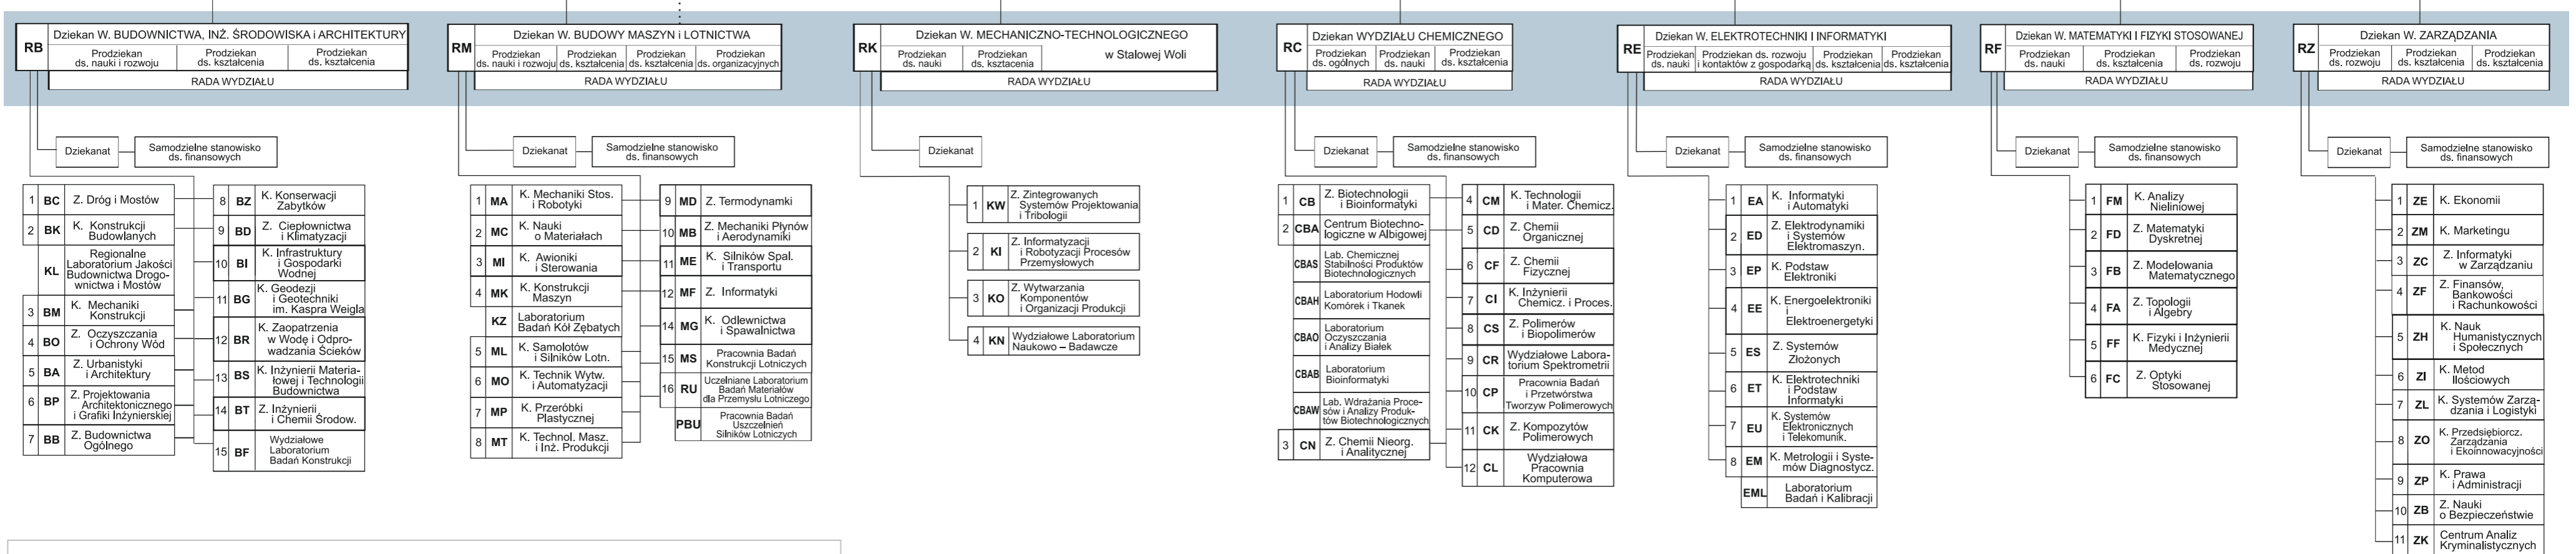 RB
Dziekan W. BUDOWNICTWA, INŻ. ŚRODOWISKA i ARCHITEKTURY
Prodziekan
ds. nauki i rozwoju
Prodziekan
ds. kształcenia
Prodziekan
ds. kształcenia
RADA WYDZIAŁU
Dziekanat
Samodzielne stanowisko
ds. finansowych
1 BC Z. Dróg i Mostów
2 BK K. Konstrukcji
Budowlanych
KL Regionalne
Laboratorium Jakości
Budownictwa Drogo-
wnictwa i Mostów
3 BM K. Mechaniki
Konstrukcji
4 BO Z. Oczyszczania
i Ochrony Wód
5 BA Z. Urbanistyki
i Architektury
6 BP Z. Projektowania
Architektonicznego
i Grafiki Inżynierskiej
7 BB Z. Budownictwa
Ogólnego
8 BZ K. Konserwacji
Zabytków
9 BD Z. Ciepłownictwa
i Klimatyzacji
10 BI K. Infrastruktury
i Gospodarki
Wodnej
11 BG K. Geodezji
i Geotechniki
im. Kaspra Weigla
12 BR K. Zaopatrzenia
w Wodę i Odpro-
wadzania Ścieków
13 BS K. Inżynierii Materia-
łowej i Technologii
Budownictwa
14 BT Z. Inżynierii
i Chemii Środow.
15 BF Wydziałowe
Laboratorium
Badań Konstrukcji
RM
Dziekan W. BUDOWY MASZYN i LOTNICTWA
Prodziekan
ds. nauki i rozwoju
Prodziekan
ds. kształcenia
Prodziekan
ds. kształcenia
Prodziekan
ds. organizacyjnych
RADA WYDZIAŁU
Dziekanat
Samodzielne stanowisko
ds. finansowych
1 MA K. Mechaniki Stos.
i Robotyki
2 MC K. Nauki
o Materiałach
3 MI K. Awioniki
i Sterowania
4 MK K. Konstrukcji
Maszyn
KZ Laboratorium
Badań Kół Zębatych
5 ML K. Samolotów
i Silników Lotn.
6 MO K. Technik Wytw.
i Automatyzacji
7 MP K. Przeróbki
Plastycznej
8 MT K. Technol. Masz.
i Inż. Produkcji
9 MD Z. Termodynamki
10 MB Z. Mechaniki Płynów
i Aerodynamiki
11 ME K. Silników Spal.
i Transportu
12 MF Z. Informatyki
14 MG K. Odlewnictwa
i Spawalnictwa
15 MS Pracownia Badań
Konstrukcji Lotniczych
16 RU Uczelniane Laboratorium
Badań Materiałów
dla Przemysłu Lotniczego
PBU Pracownia Badań
Uszczelnień
Silników Lotniczych
RK
Dziekan W. MECHANICZNO-TECHNOLOGICZNEGO
w Stalowej Woli
Prodziekan
ds. nauki
Prodziekan
ds. kształcenia
RADA WYDZIAŁU
Dziekanat
1 KW Z. Zintegrowanych
Systemów Projektowania
i Tribologii
2 KI Z. Informatyzacji
i Robotyzacji Procesów
Przemysłowych
3 KO Z. Wytwarzania
Komponentów
i Organizacji Produkcji
4 KN Wydziałowe Laboratorium
Naukowo – Badawcze
RC
Dziekan WYDZIAŁU CHEMICZNEGO
Prodziekan
ds. ogólnych
Prodziekan
ds. nauki
Prodziekan
ds. kształcenia
RADA WYDZIAŁU
Dziekanat
Samodzielne stanowisko
ds. finansowych
1 CB Z. Biotechnologii
i Bioinformatyki
2 CBA Centrum Biotechno-
logiczne w Albigowej
CBAS Lab. Chemicznej
Stabilności Produktów
Biotechnologicznych
CBAH Laboratorium Hodowli
Komórek i Tkanek
CBAO Laboratorium
Oczyszczania
i Analizy Białek
CBAB Laboratorium
Bioinformatyki
CBAW Lab. Wdrażania Proce-
sów i Analizy Produk-
tów Biotechnologicznych
3 CN Z. Chemii Nieorg.
i Analitycznej
4 CM K. Technologii
i Mater. Chemicz.
5 CD Z. Chemii
Organicznej
6 CF Z. Chemii
Fizycznej
7 CI K. Inżynierii
Chemicz. i Proces.
8 CS Z. Polimerów
i Biopolimerów
9 CR Wydziałowe Labora-
torium Spektrometrii
10 CP Pracownia Badań
i Przetwórstwa
Tworzyw Polimerowych
11 CK Z. Kompozytów
Polimerowych
12 CL Wydziałowa
Pracownia
Komputerowa
RE
Dziekan W. ELEKTROTECHNIKI I INFORMATYKI
Prodziekan
ds. nauki
Prodziekan ds. rozwoju
i kontaktów z gospodarką
Prodziekan
ds. kształcenia
Prodziekan
ds. kształcenia
RADA WYDZIAŁU
Dziekanat
Samodzielne stanowisko
ds. finansowych
1 EA K. Informatyki
i Automatyki
2 ED Z. Elektrodynamiki
i Systemów
Elektromaszyn.
3 EP K. Podstaw
Elektroniki
4 EE K. Energoelektroniki
i
Elektroenergetyki
5 ES Z. Systemów
Złożonych
6 ET K. Elektrotechniki
i Podstaw
Informatyki
7 EU K. Systemów
Elektronicznych
i Telekomunik.
8 EM K. Metrologii i Syste-
mów Diagnostycz.
EML Laboratorium
Badań i Kalibracji
RF
Dziekan W. MATEMATYKI I FIZYKI STOSOWANEJ
Prodziekan
ds. nauki
Prodziekan
ds. kształcenia
Prodziekan
ds. rozwoju
RADA WYDZIAŁU
Dziekanat
Samodzielne stanowisko
ds. finansowych
1 FM K. Analizy
Nieliniowej
2 FD Z. Matematyki
Dyskretnej
3 FB Z. Modelowania
Matematycznego
4 FA Z. Topologii
i Algebry
5 FF K. Fizyki i Inżynierii
Medycznej
6 FC Z. Optyki
Stosowanej
RZ
Dziekan W. ZARZĄDZANIA
Prodziekan
ds. rozwoju
Prodziekan
ds. kształcenia
Prodziekan
ds. kształcenia
RADA WYDZIAŁU
Dziekanat
Samodzielne stanowisko
ds. finansowych
1 ZE K. Ekonomii
2 ZM K. Marketingu
3 ZC Z. Informatyki
w Zarządzaniu
4 ZF Z. Finansów,
Bankowości
i Rachunkowości
5 ZH K. Nauk
Humanistycznych
i Społecznych
6 ZI K. Metod
Ilościowych
7 ZL K. Systemów Zarzą-
dzania i Logistyki
8 ZO K. Przedsiębiorcz.
Zarządzania
i Ekoinnowacyjności
9 ZP K. Prawa
i Administracji
10 ZB Z. Nauki
o Bezpieczeństwie
11 ZK Centrum Analiz
Kryminalistycznych